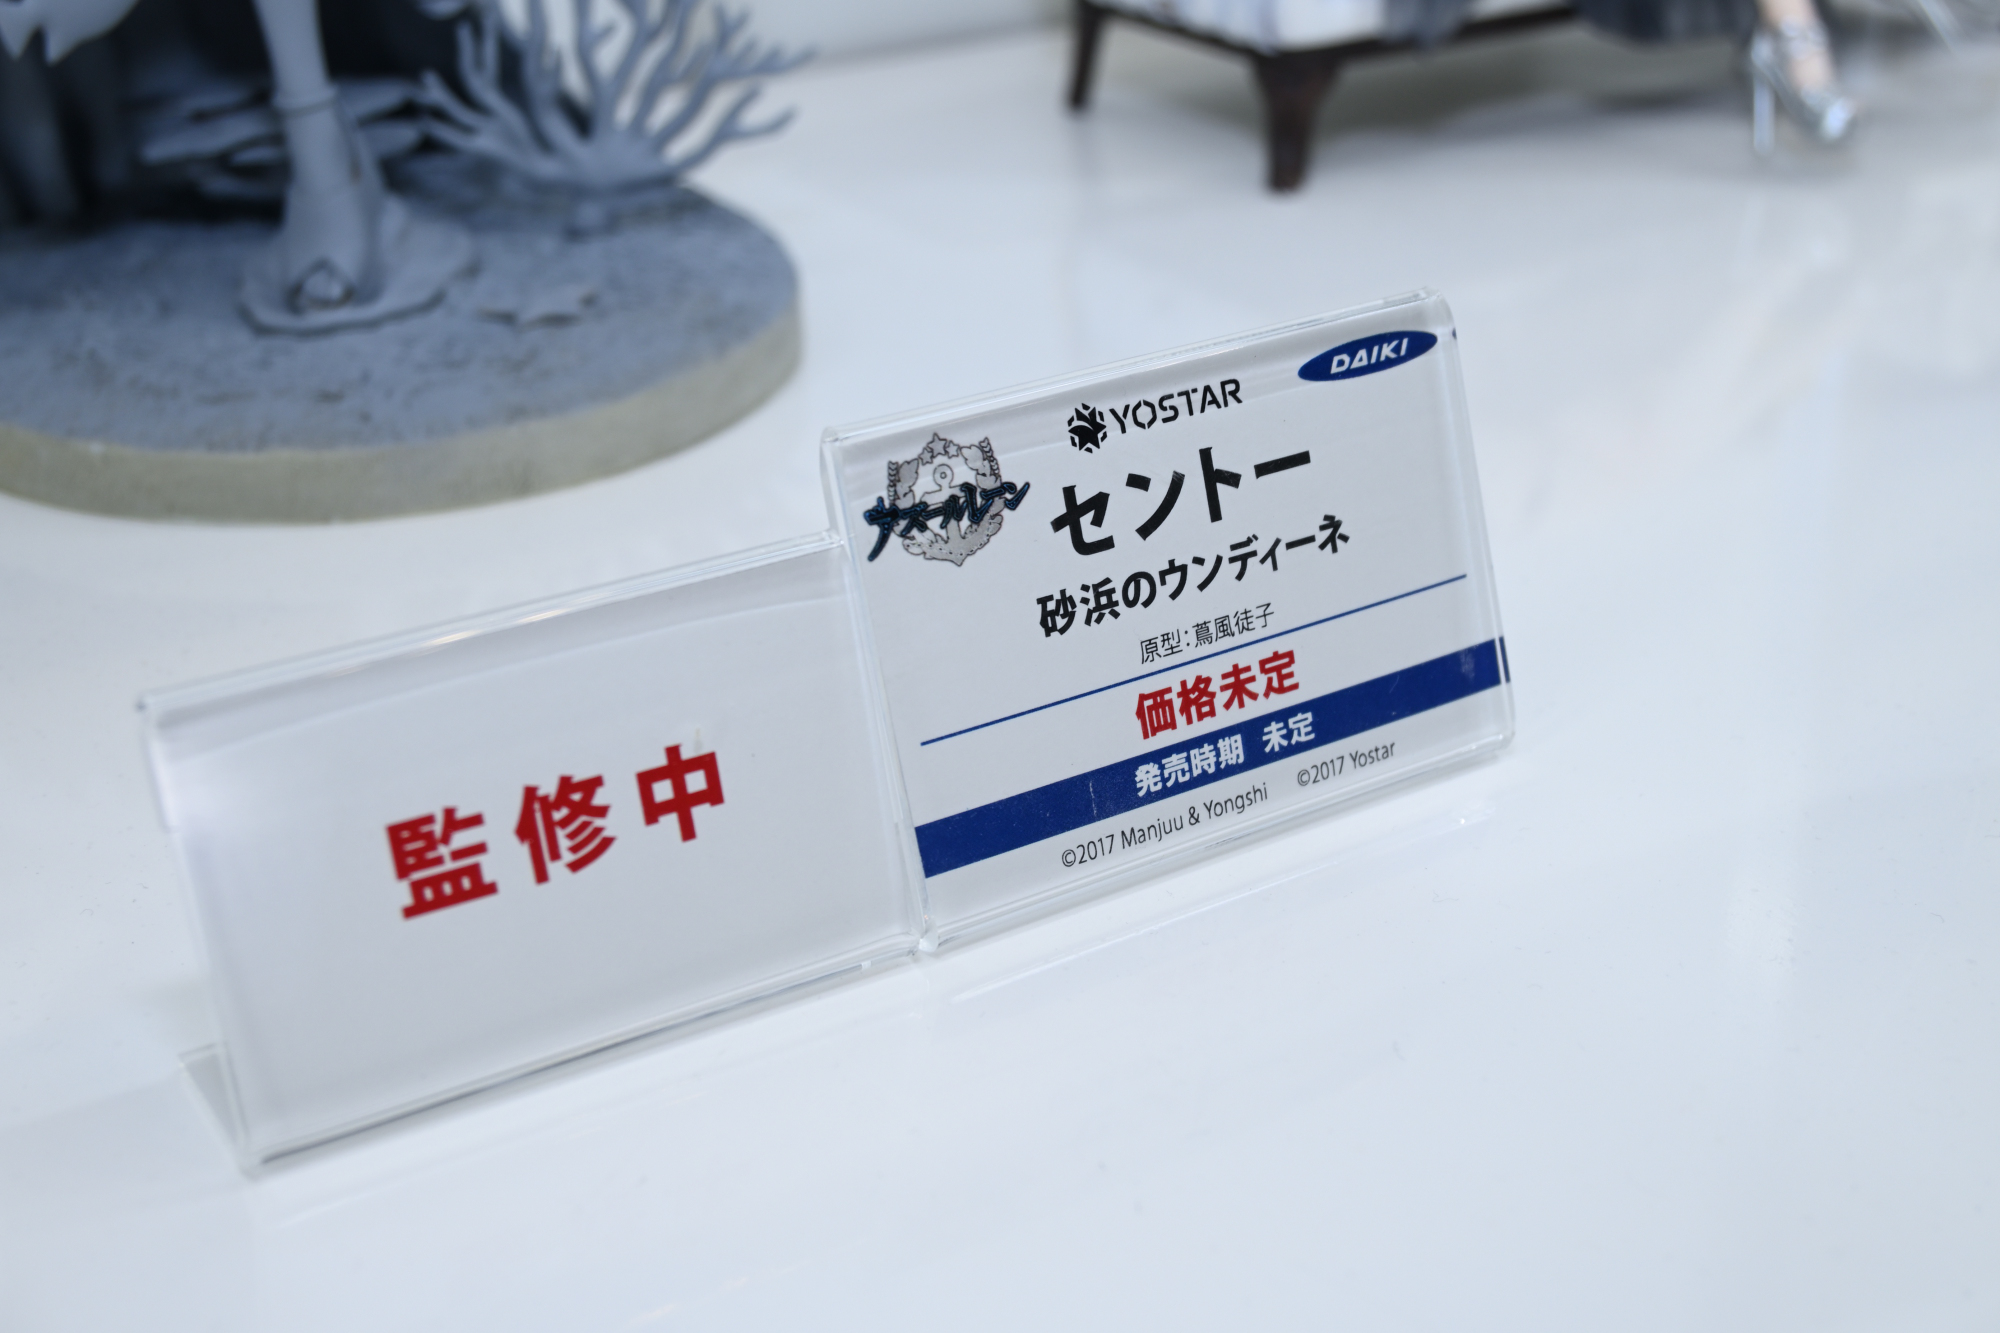 監修中
DAIKI
YOSTAR
アズールレーン
セントー
砂浜のウンディーネ
原型：蔦風徒子
価格未定
発売時期 未定
©2017 Manjuu & Yongshi ©2017 Yostar